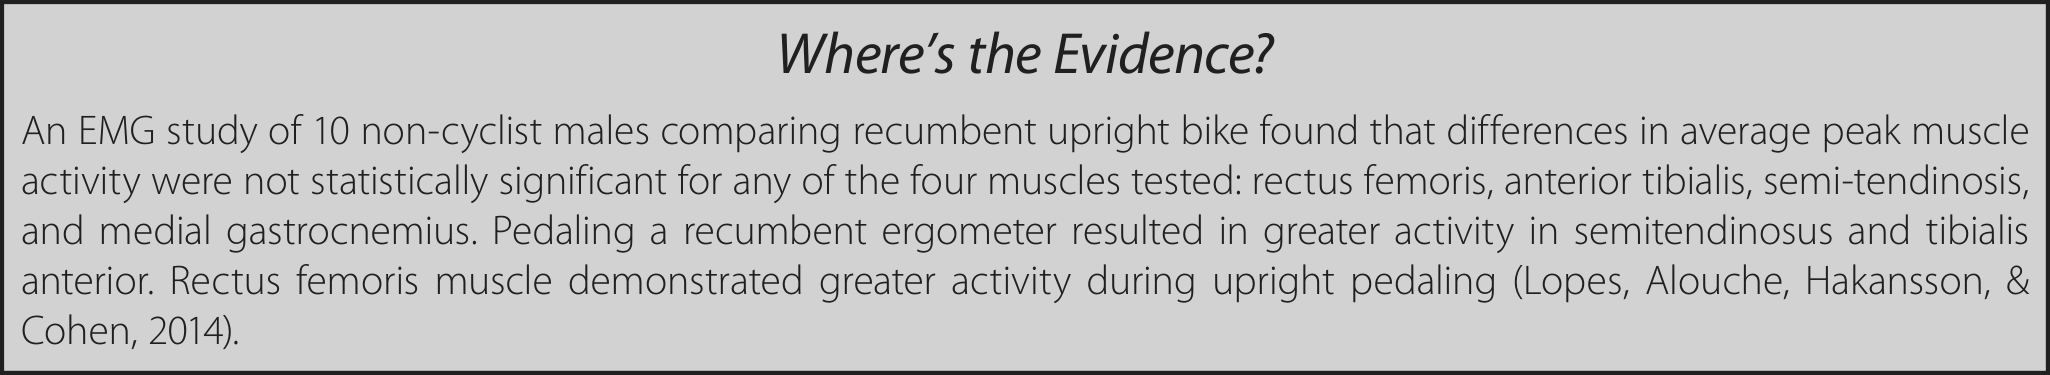 Where’s the Evidence?
An EMG study of 10 non-cyclist males comparing recumbent upright bike found that differences in average peak muscle
activity were not statistically significant for any of the four muscles tested: rectus femoris, anterior tibialis, semi-tendinosis,
and medial gastrocnemius. Pedaling a recumbent ergometer resulted in greater activity in semitendinosus and tibialis
anterior. Rectus femoris muscle demonstrated greater activity during upright pedaling (Lopes, Alouche, Hakansson, &
Cohen, 2014).